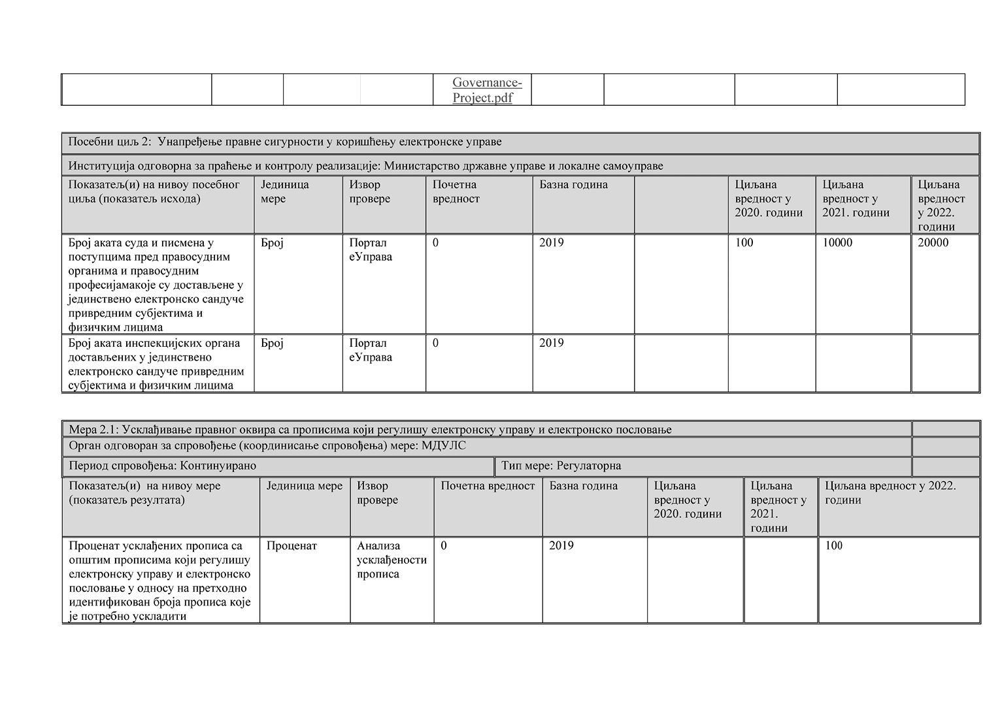 Governance-
Project.pdf
Посебни циљ 2:  Унапређење правне сигурности у коришћењу електронске управе
Институција одговорна за праћење и контролу реализације: Министарство државне управе и локалне самоуправе
Показатељ(и) на нивоу посебног
циља (показатељ исхода)
Јединица
мере
Извор
провере
Почетна
вредност
Базна година
Циљана
вредност у
2020. години
Циљана
вредност у
2021. години
Циљана
вредност
у 2022.
години
Број аката суда и писмена у
поступцима пред правосудним
органима и правосудним
професијамакоје су достављене у
јединствено електронско сандуче
привредним субјектима и
физичким лицима
Број
Портал
еУправа
0
2019
100
10000
20000
Број аката инспекцијских органа
достављених у јединствено
електронско сандуче привредним
субјектима и физичким лицима
Број
Портал
еУправа
0
2019
Мера 2.1: Усклађивање правног оквира са прописима који регулишу електронску управу и електронско пословање
Орган одговоран за спровођење (координисање спровођења) мере: МДУЛС
Период спровођења: Континуирано
Тип мере: Регулаторна
Показатељ(и)  на нивоу мере
(показатељ резултата)
Јединица мере
Извор
провере
Почетна вредност
Базна година
Циљана
вредност у
2020. години
Циљана
вредност у
2021.
години
Циљана вредност у 2022.
години
Проценат усклађених прописа са
општим прописима који регулишу
електронску управу и електронско
пословање у односу на претходно
идентификован броја прописа које
је потребно ускладити
Проценат
Анализа
усклађености
прописа
0
2019
100